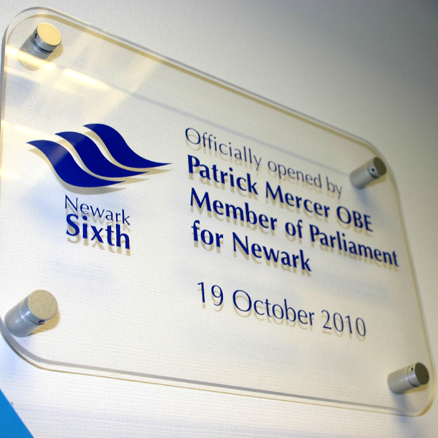 Newark
Sixth
Officially opened by
Patrick Mercer OBE
Member of Parliament
for Newark
19 October 2010